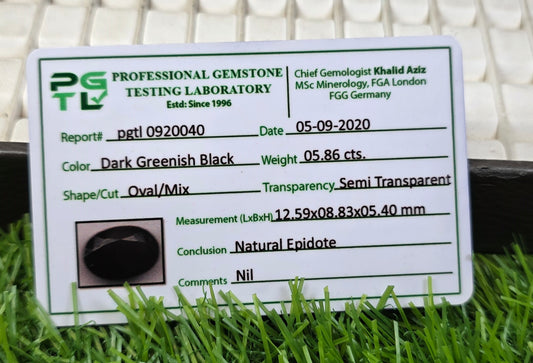 PGTL
PROFESSIONAL GEMSTONE
TESTING LABORATORY
Estd: Since 1996
Chief Gemologist Khalid Aziz
MSc Minerology, FGA London
FGG Germany
Report# pgtl 0920040 Date 05-09-2020
Color Dark Greenish Black Weight 05.86 cts.
Shape/Cut Oval/Mix Transparency Semi Transparent
Measurement (LxBxH) 12.59x08.83x05.40 mm
Conclusion Natural Epidote
Comments Nil